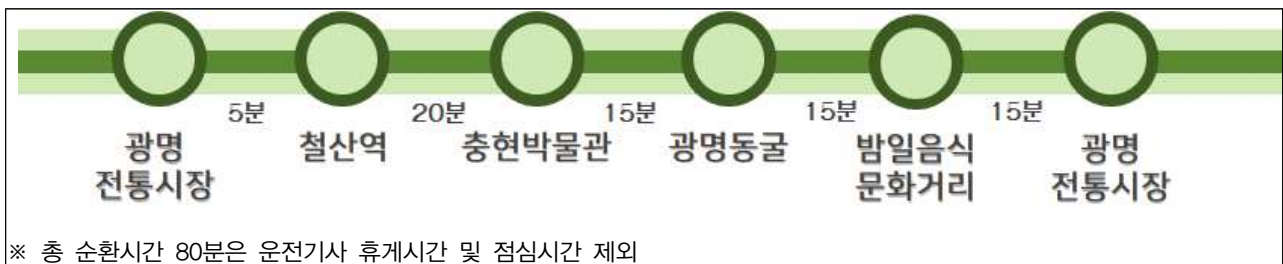 5분 20분 15분 15분 15분
광명 철산역 충현박물관 광명동굴 밤일음식 광명
전통시장 문화거리 전통시장
※ 총 순환시간 80분은 운전기사 휴게시간 및 점심시간 제외